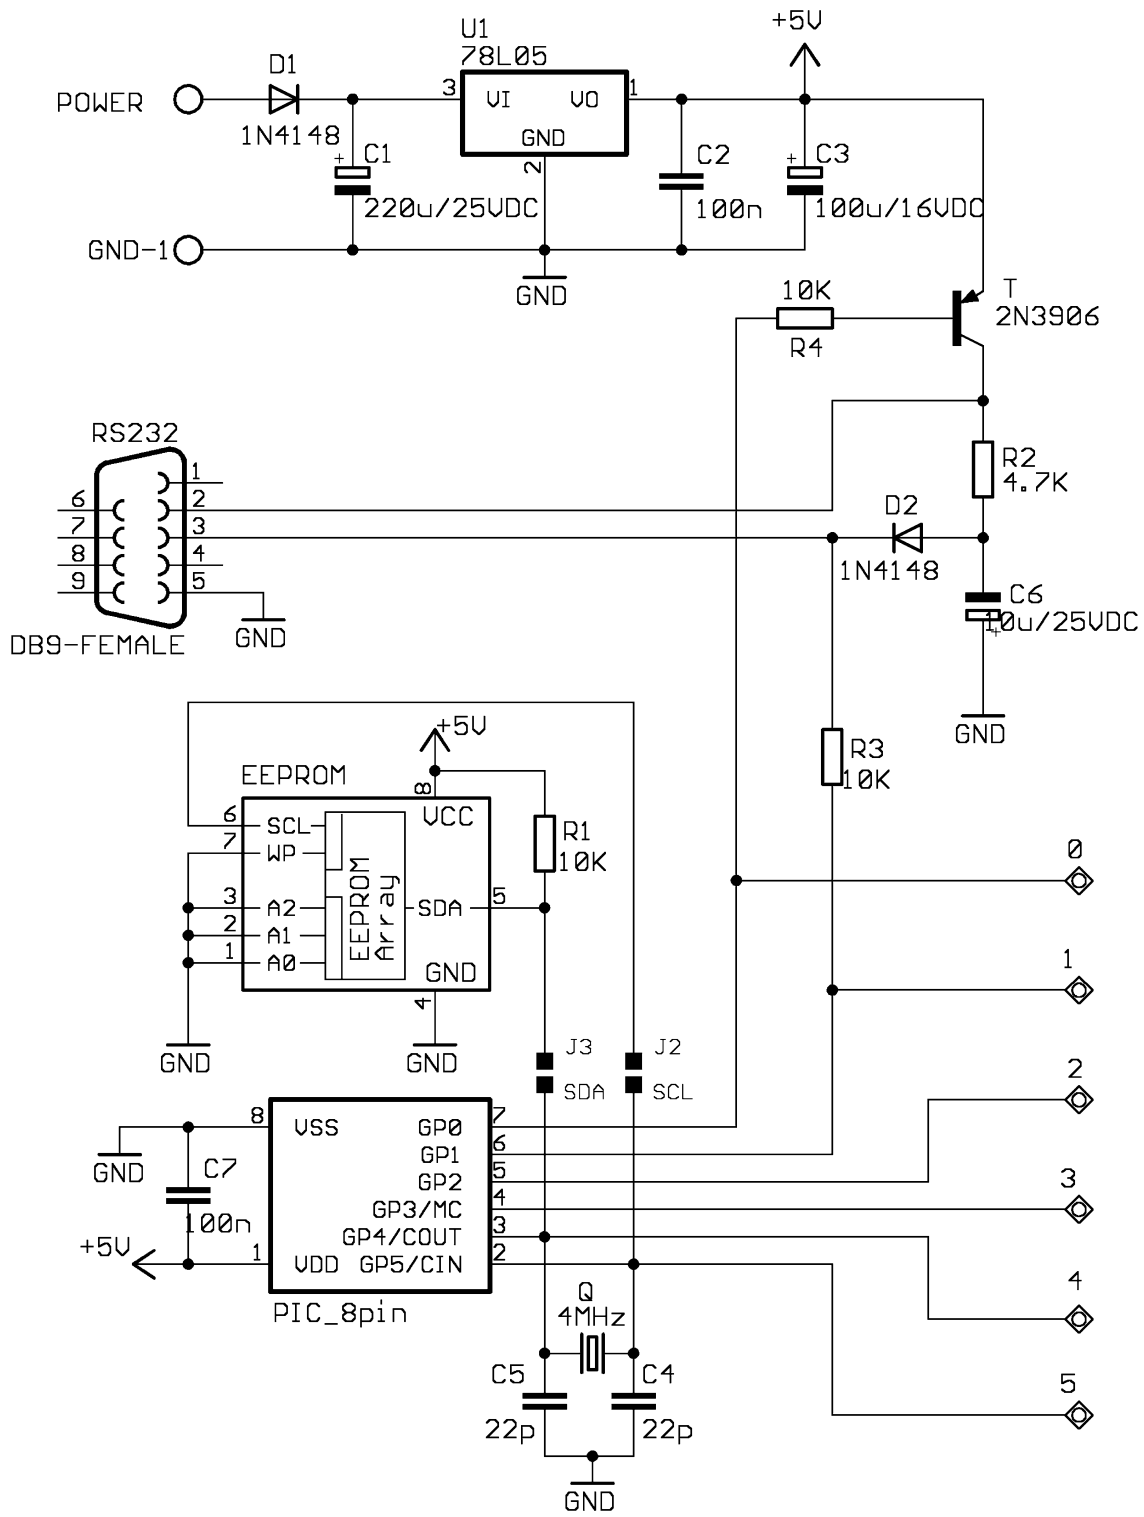 +5V
U1
78L05
D1
POWER
3
VI
VO
1
1N4148
GND
+
C1
2
C2
+
C3
220u/25VDC
100n
100u/16VDC
GND-1
GND
10K
T
2N3906
R4
RS232
1
R2
4.7K
6
2
D2
7
3
8
4
1N4148
9
5
C6
10u/25VDC
+
GND
DB9-FEMALE
GND
+5V
R3
10K
EEPROM
8
VCC
6
SCL
R1
7
WP
10K
0
EEPROM
Array
3
A2
SDA
5
2
A1
1
A0
GND
1
4
GND
GND
J3
J2
2
SDA
SCL
8
VSS
GP0
7
GP1
6
GND
C7
GP2
5
3
100n
GP3/MC
4
GP4/COUT
3
+5V
1
VDD
GP5/CIN
2
4
PIC_8pin
Q
4MHz
C5
C4
5
22p
22p
GND